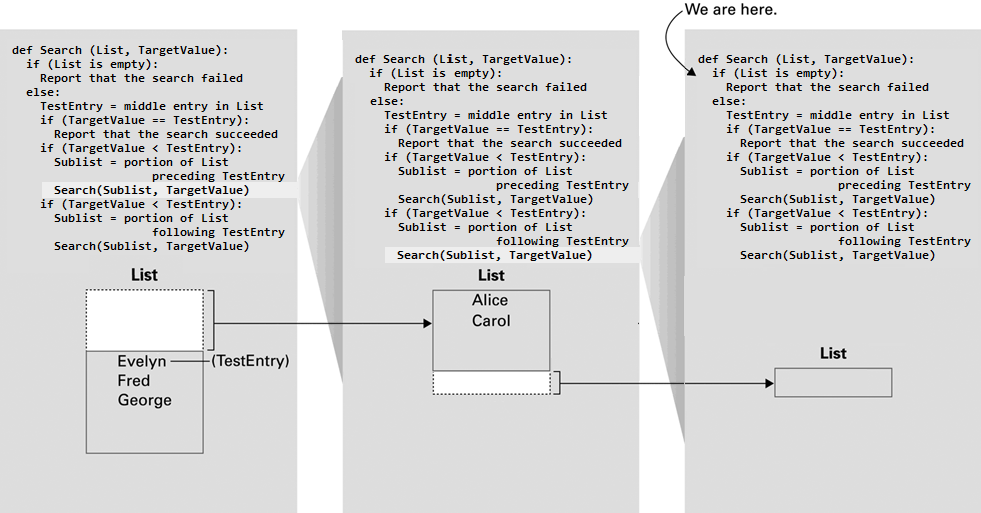 We are here.
def Search (List, TargetValue):
if (List is empty):
Report that the search failed
else:
TestEntry = middle entry in List
if (TargetValue == TestEntry):
Report that the search succeeded
if (TargetValue < TestEntry):
Sublist = portion of List
preceding TestEntry
Search(Sublist, TargetValue)
if (TargetValue < TestEntry):
Sublist = portion of List
following TestEntry
Search(Sublist, TargetValue)
List
Evelyn
(TestEntry)
Fred
George
def Search (List, TargetValue):
if (List is empty):
Report that the search failed
else:
TestEntry = middle entry in List
if (TargetValue == TestEntry):
Report that the search succeeded
if (TargetValue < TestEntry):
Sublist = portion of List
preceding TestEntry
Search(Sublist, TargetValue)
if (TargetValue < TestEntry):
Sublist = portion of List
following TestEntry
Search(Sublist, TargetValue)
List
Alice
Carol
def Search (List, TargetValue):
if (List is empty):
Report that the search failed
else:
TestEntry = middle entry in List
if (TargetValue == TestEntry):
Report that the search succeeded
if (TargetValue < TestEntry):
Sublist = portion of List
preceding TestEntry
Search(Sublist, TargetValue)
if (TargetValue < TestEntry):
Sublist = portion of List
following TestEntry
Search(Sublist, TargetValue)
List